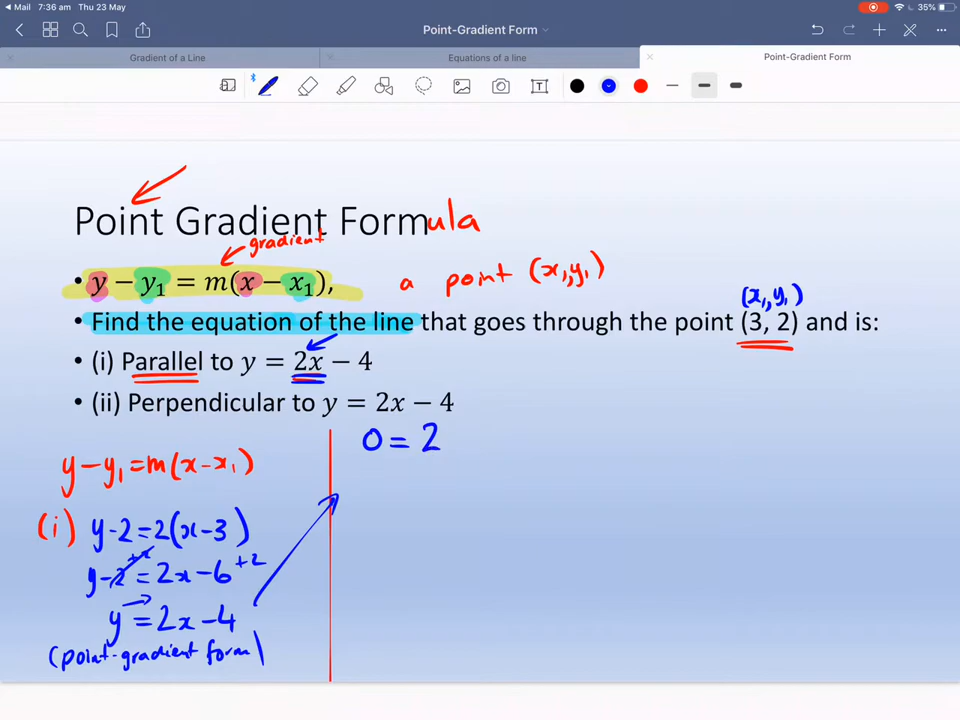 Mail 7:36 am Thu 23 May 35%
Point-Gradient Form
Gradient of a Line Equations of a line Point-Gradient Form
T
Point Gradient Formula
gradient
• y − y₁ = m(x − x₁), a point (x₁,y₁)
(x₁,y₁)
• Find the equation of the line that goes through the point (3, 2) and is:
• (i) Parallel to y = 2x − 4
• (ii) Perpendicular to y = 2x − 4
0 = 2
y−y₁=m(x−x₁)
(i) y-2=2(x-3)
y-2+2=2x-6+2
y=2x-4
(point-gradient form)